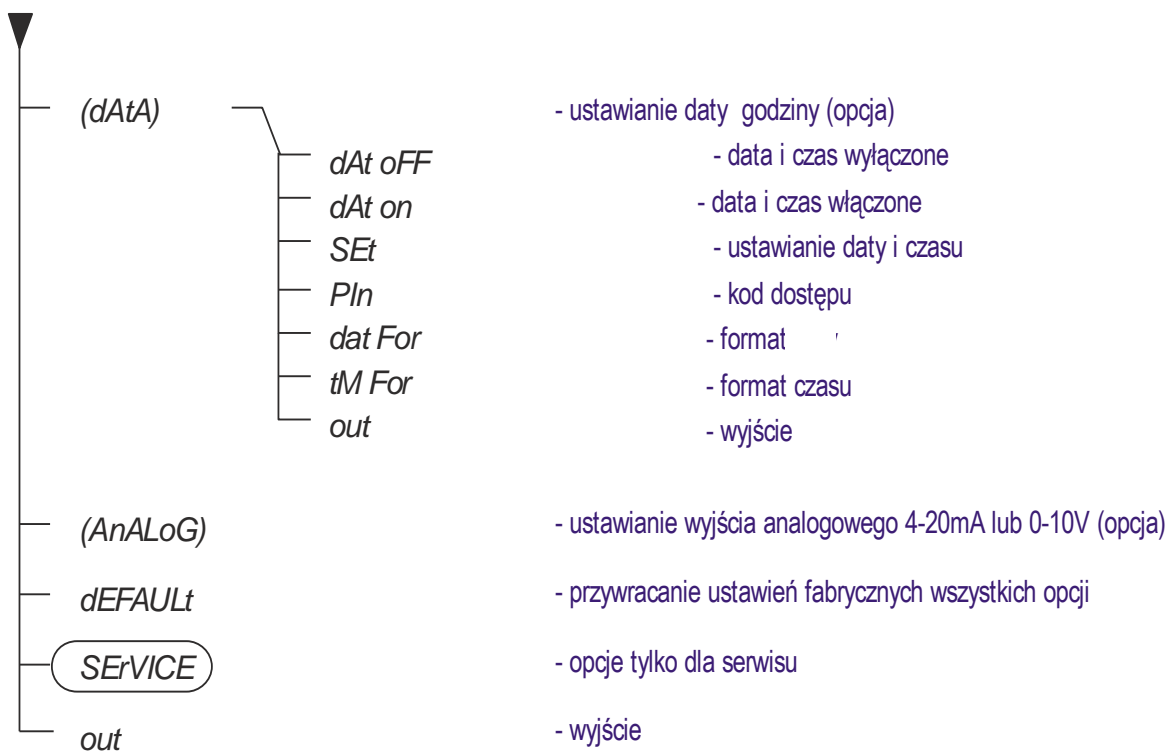 (dAtA) - ustawianie daty godziny (opcja)
dAt oFF - data i czas wyłączone
dAt on - data i czas włączone
SEt - ustawianie daty i czasu
PIn - kod dostępu
dat For - format
tM For - format czasu
out - wyjście
(AnALoG) - ustawianie wyjścia analogowego 4-20mA lub 0-10V (opcja)
dEFAULt - przywracanie ustawień fabrycznych wszystkich opcji
SErVICE - opcje tylko dla serwisu
out - wyjście